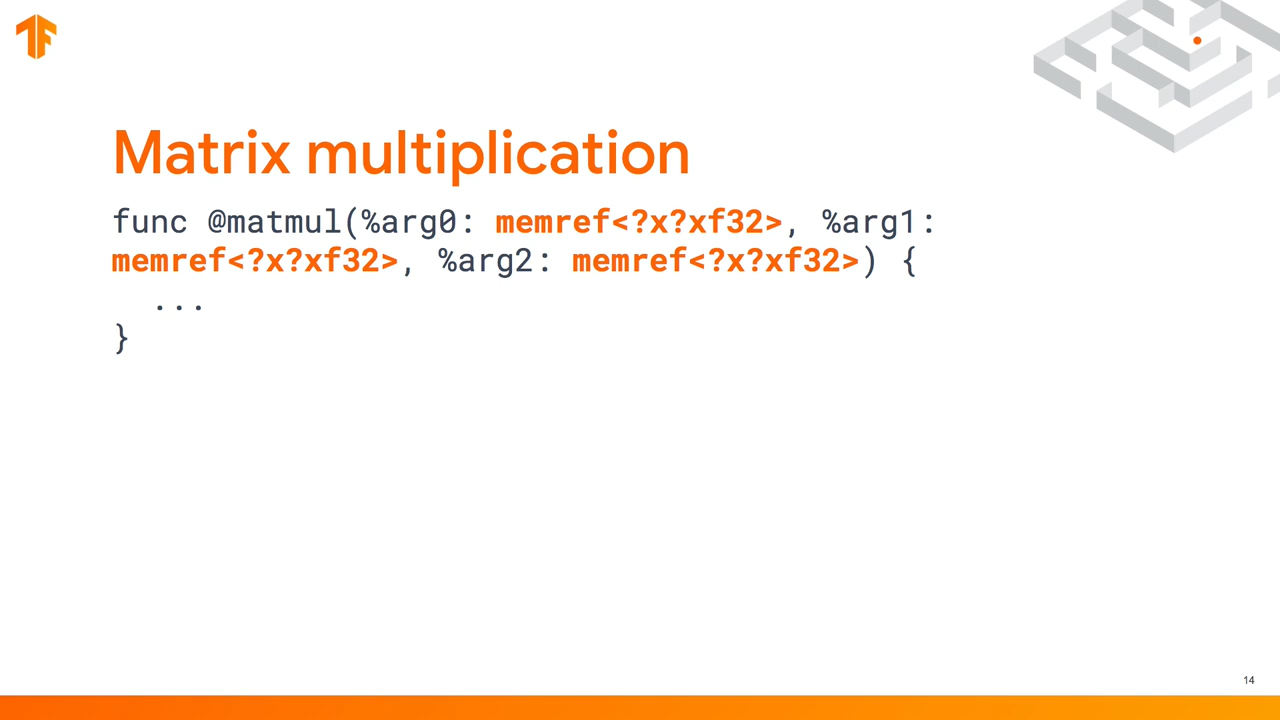 Matrix multiplication
func @matmul(%arg0: memref<?x?xf32>, %arg1:
memref<?x?xf32>, %arg2: memref<?x?xf32>) {
  ...
}
14